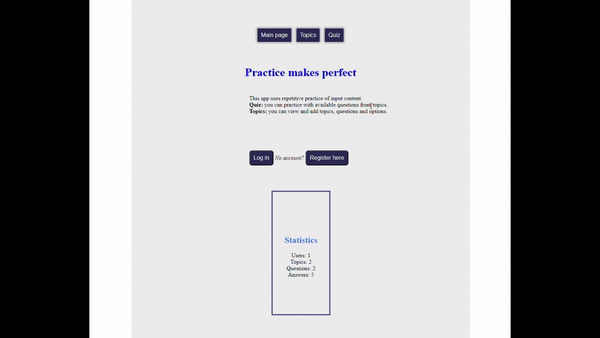 Main page Topics Quiz
Practice makes perfect
This app uses repetitive practice of input content.
Quiz: you can practice with available questions from topics.
Topics: you can view and add topics, questions and options.
Log in No account? Register here
Statistics
Users: 1
Topics: 2
Questions: 2
Answers: 5